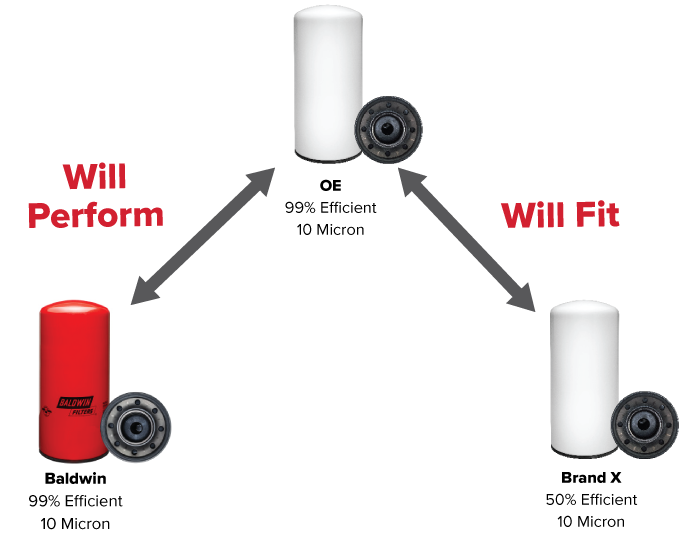 OE
99% Efficient
10 Micron
Will
Perform
Will Fit
BALDWIN
FILTERS
Baldwin
99% Efficient
10 Micron
Brand X
50% Efficient
10 Micron